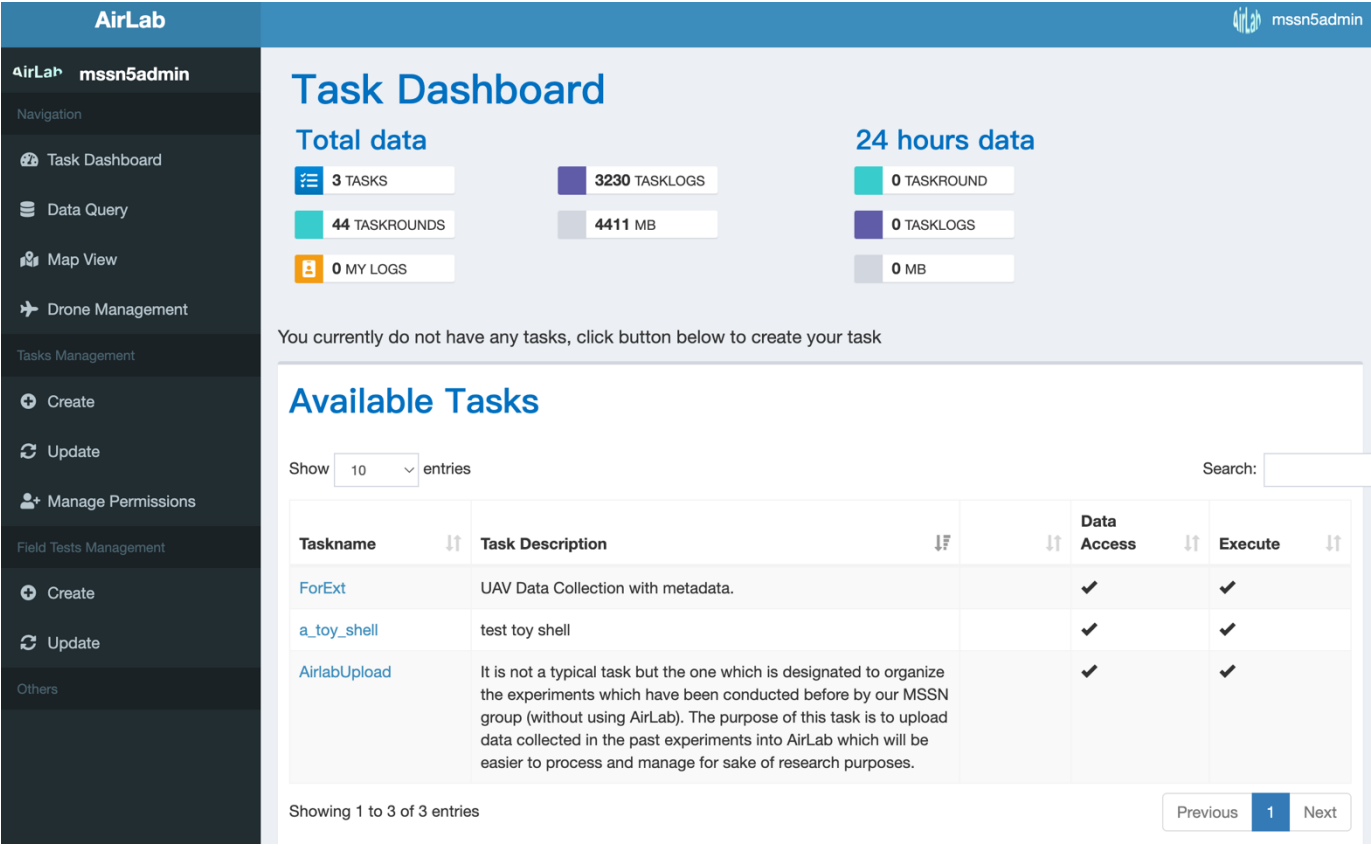 AirLab
AirLab mssn5admin
AirLab mssn5admin
Navigation
Task Dashboard
Data Query
Map View
Drone Management
Tasks Management
Create
Update
Manage Permissions
Field Tests Management
Create
Update
Others
Task Dashboard
Total data
24 hours data
3 TASKS
3230 TASKLOGS
0 TASKROUND
44 TASKROUNDS
4411 MB
0 TASKLOGS
0 MY LOGS
0 MB
You currently do not have any tasks, click button below to create your task
Available Tasks
Show 10 entries
Search:
Taskname
Task Description
Data
Access
Execute
ForExt
UAV Data Collection with metadata.
a_toy_shell
test toy shell
AirlabUpload
It is not a typical task but the one which is designated to organize
the experiments which have been conducted before by our MSSN
group (without using AirLab). The purpose of this task is to upload
data collected in the past experiments into AirLab which will be
easier to process and manage for sake of research purposes.
Showing 1 to 3 of 3 entries
Previous 1 Next